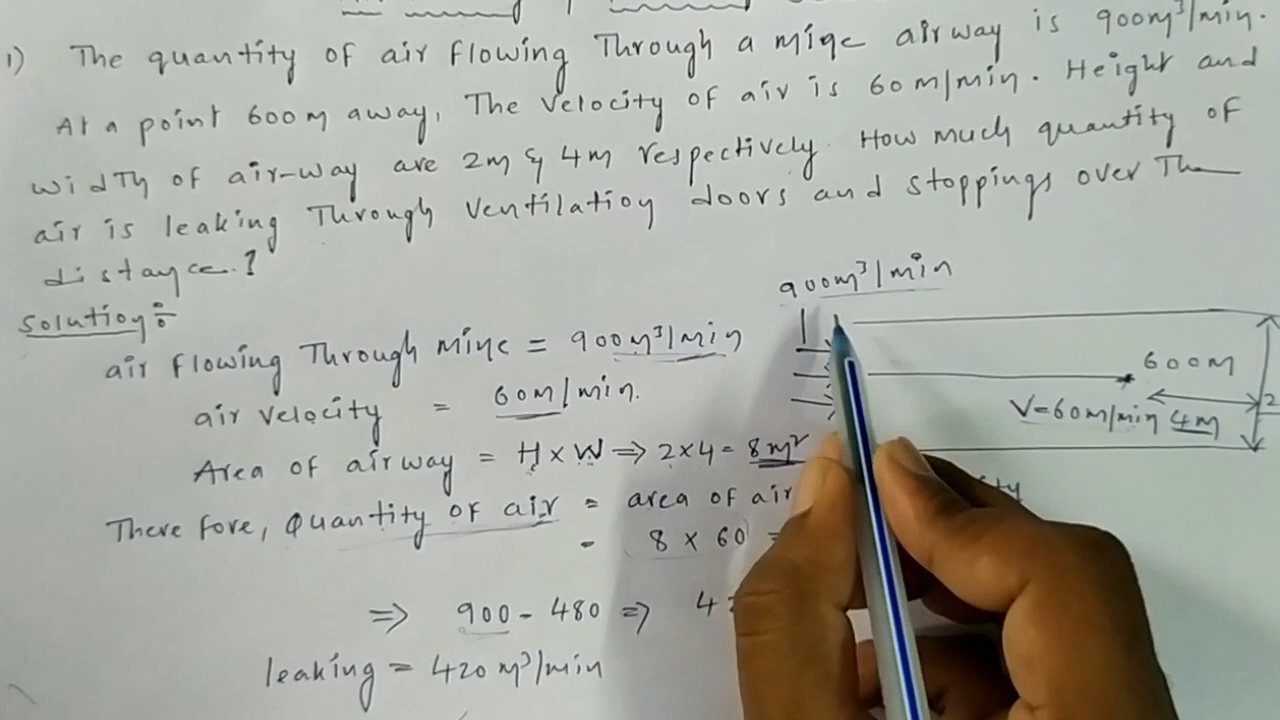 1) The quantity of air flowing Through a mine airway is 900m³/min.
At a point 600m away, The velocity of air is 60m/min. Height and
width of air-way are 2m & 4m respectively. How much quantity of
air is leaking Through ventilation doors and stoppings over The
distance.?
Solution:
900m³/min
air flowing Through mine = 900m³/min
air velocity = 60m/min.
600m
V=60m/min 4m
2
Area of airway = H x W ⇒ 2x4 = 8m²
There fore, Quantity of air = area of air
= 8 x 60 =
⇒ 900 - 480 ⇒ 4
leaking = 420 m³/min